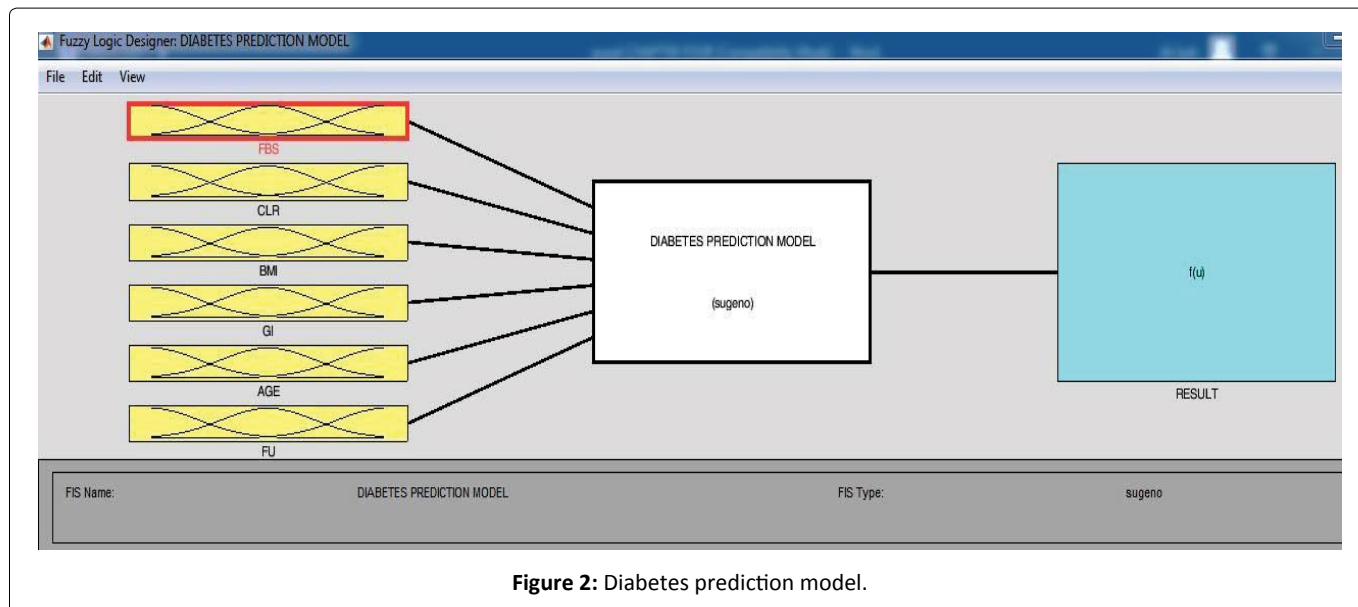 Fuzzy Logic Designer: DIABETES PREDICTION MODEL
File Edit View
FBS
CLR
BMI
GI
AGE
FU
DIABETES PREDICTION MODEL
(sugeno)
f(u)
RESULT
FIS Name: DIABETES PREDICTION MODEL FIS Type: sugeno
Figure 2: Diabetes prediction model.